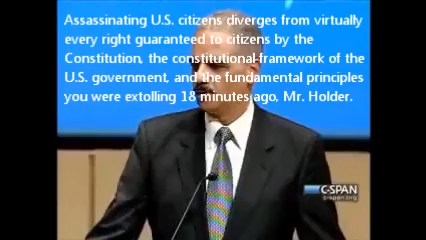 Assassinating U.S. citizens diverges from virtually
every right guaranteed to citizens by the
Constitution, the constitutional framework of the
U.S. government, and the fundamental principles
you were extolling 18 minutes ago, Mr. Holder.
C-SPAN
c-span.org